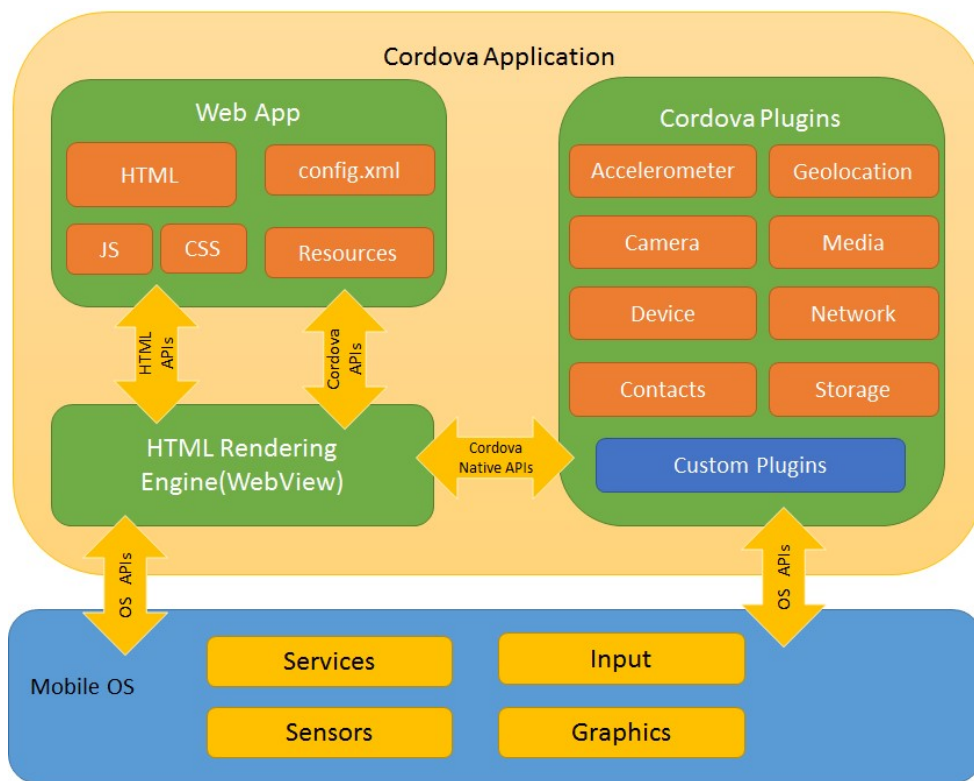 Cordova Application
Web App
HTML
config.xml
JS
CSS
Resources
HTML
APIs
Cordova
APIs
HTML Rendering
Engine(WebView)
Cordova
Native APIs
Cordova Plugins
Accelerometer
Geolocation
Camera
Media
Device
Network
Contacts
Storage
Custom Plugins
OS APIs
OS APIs
Mobile OS
Services
Input
Sensors
Graphics